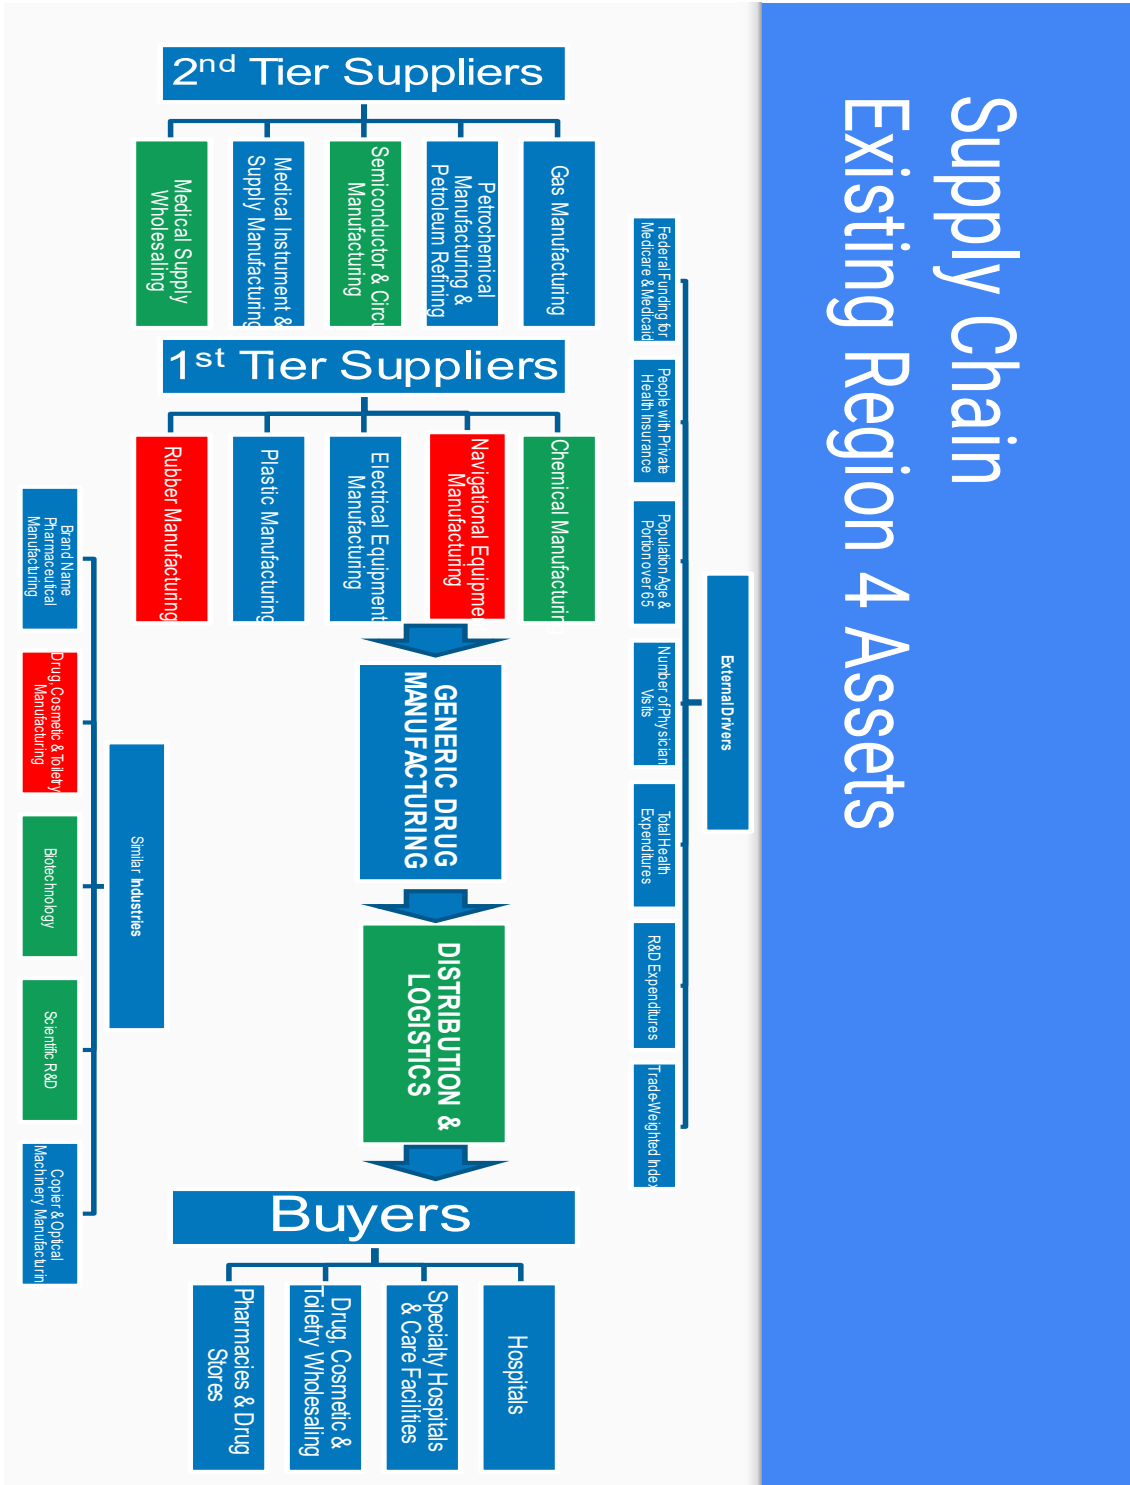 Supply Chain
Existing Region 4 Assets
External Drivers
Federal Funding for
Medicare & Medicaid
People with Private
Health Insurance
Population Age &
Portion over 65
Number of Physician
Visits
Total Health
Expenditures
R&D Expenditures
Trade-Weighted Index
2nd Tier Suppliers
Gas Manufacturing
Petrochemical
Manufacturing &
Petroleum Refining
Semiconductor & Circu
Manufacturing
Medical Instrument &
Supply Manufacturing
Medical Supply
Wholesaling
1st Tier Suppliers
Chemical Manufacturin
Navigational Equipme
Manufacturing
Electrical Equipment
Manufacturing
Plastic Manufacturing
Rubber Manufacturing
GENERIC DRUG
MANUFACTURING
DISTRIBUTION &
LOGISTICS
Buyers
Hospitals
Specialty Hospitals
& Care Facilities
Drug, Cosmetic &
Toiletry Wholesaling
Pharmacies & Drug
Stores
Similar Industries
Brand Name
Pharmaceutical
Manufacturing
Drug, Cosmetic & Toiletry
Manufacturing
Biotechnology
Scientific R&D
Copier & Optical
Machinery Manufacturin